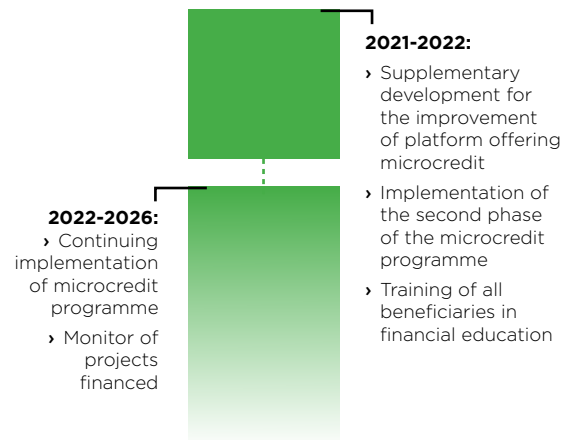 2021-2022:
› Supplementary
development for
the improvement
of platform offering
microcredit
› Implementation of
the second phase
of the microcredit
programme
› Training of all
beneficiaries in
financial education
2022-2026:
› Continuing
implementation
of microcredit
programme
› Monitor of
projects
financed